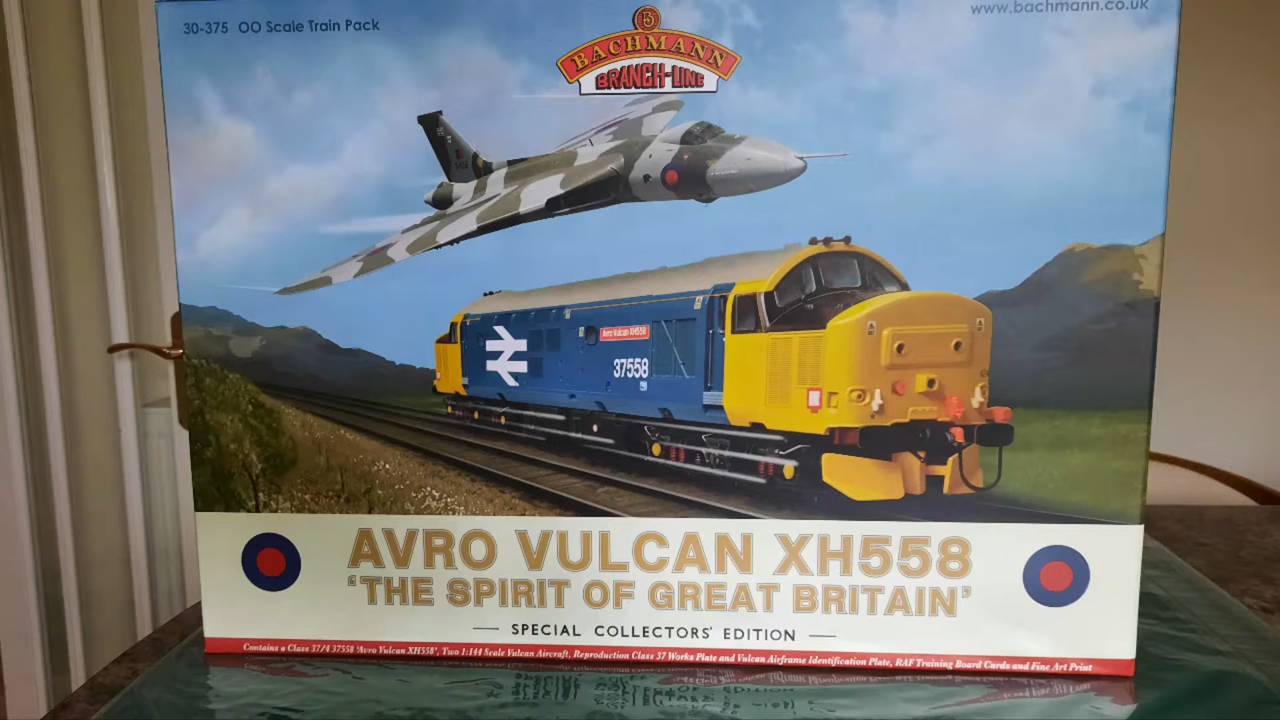 30-375 OO Scale Train Pack
www.bachmann.co.uk
BACHMANN
BRANCH-LINE
Avro Vulcan XH558
37558
AVRO VULCAN XH558
‘THE SPIRIT OF GREAT BRITAIN’
SPECIAL COLLECTORS' EDITION
Contains a Class 37/4 37558 'Avro Vulcan XH558', Two 1:144 Scale Vulcan Aircraft, Reproduction Class 37 Works Plate and Vulcan Airframe Identification Plate, RAF Training Board Cards and Fine Art Print